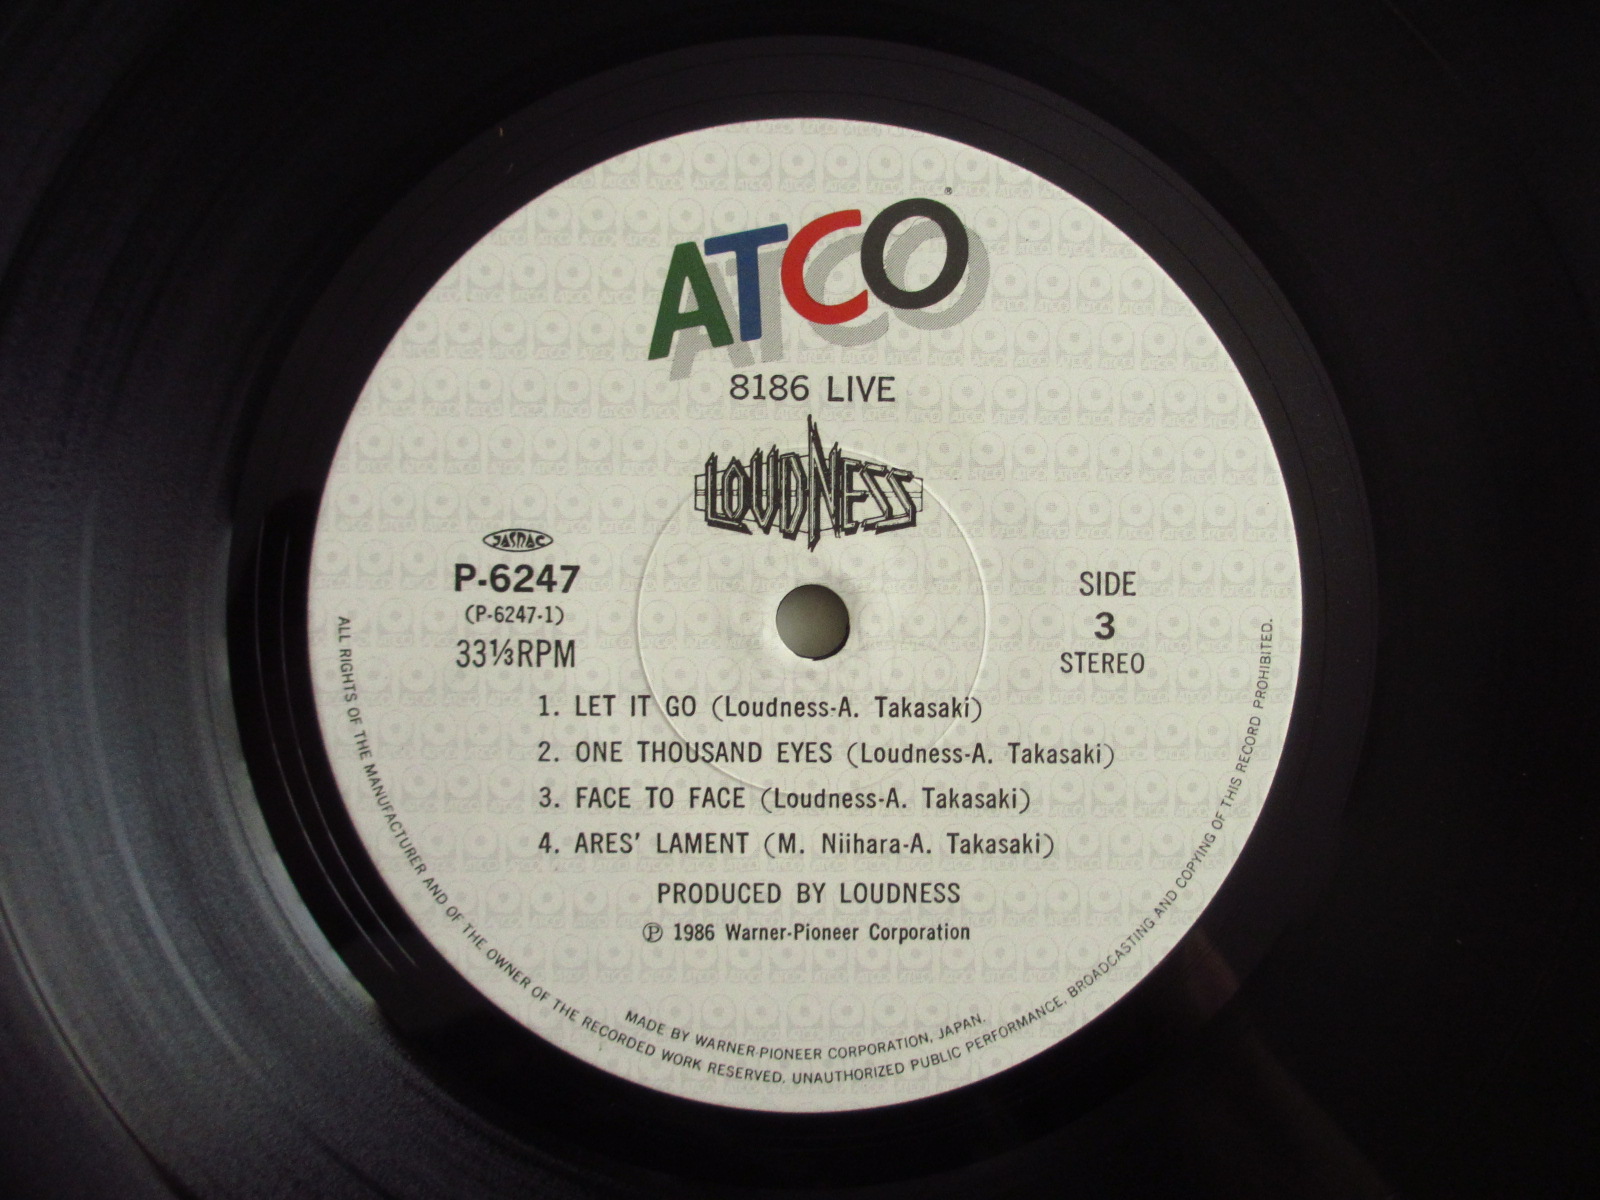 ATCO®
8186 LIVE
LOUDNESS
JASRAC
P-6247
(P-6247-1)
33⅓RPM
SIDE
3
STEREO
1. LET IT GO (Loudness-A. Takasaki)
2. ONE THOUSAND EYES (Loudness-A. Takasaki)
3. FACE TO FACE (Loudness-A. Takasaki)
4. ARES' LAMENT (M. Niihara-A. Takasaki)
PRODUCED BY LOUDNESS
℗ 1986 Warner-Pioneer Corporation
MADE BY WARNER-PIONEER CORPORATION, JAPAN.
ALL RIGHTS OF THE MANUFACTURER AND OF THE OWNER OF THE RECORDED WORK RESERVED. UNAUTHORIZED PUBLIC PERFORMANCE, BROADCASTING AND COPYING OF THIS RECORD PROHIBITED.